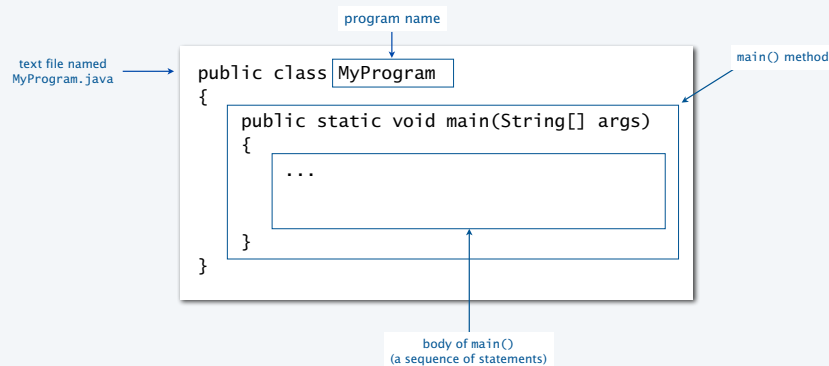 program name
text file named
MyProgram.java
main() method
public class MyProgram
{
public static void main(String[] args)
{
...
}
}
body of main()
(a sequence of statements)